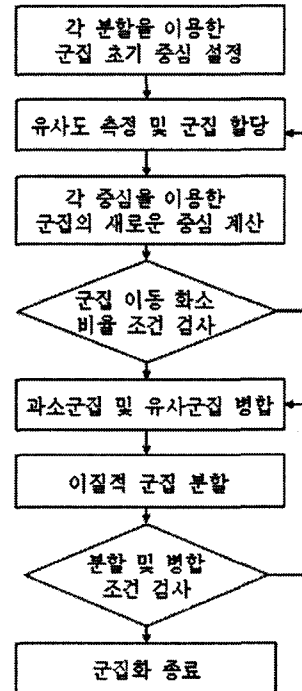 각 분할을 이용한
군집 초기 중심 설정
유사도 측정 및 군집 할당
각 중심을 이용한
군집의 새로운 중심 계산
군집 이동 화소
비율 조건 검사
과소군집 및 유사군집 병합
이질적 군집 분할
분할 및 병합
조건 검사
군집화 종료